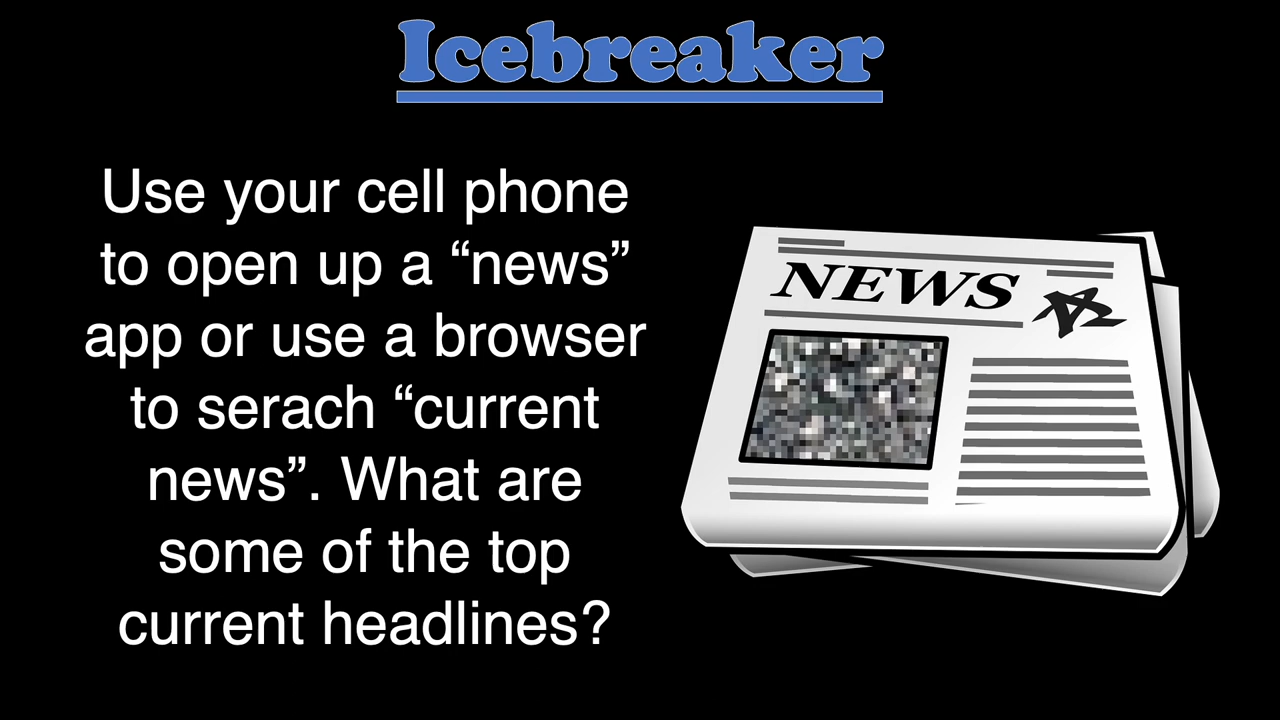 Icebreaker
Use your cell phone
to open up a “news”
app or use a browser
to serach “current
news”. What are
some of the top
current headlines?
NEWS